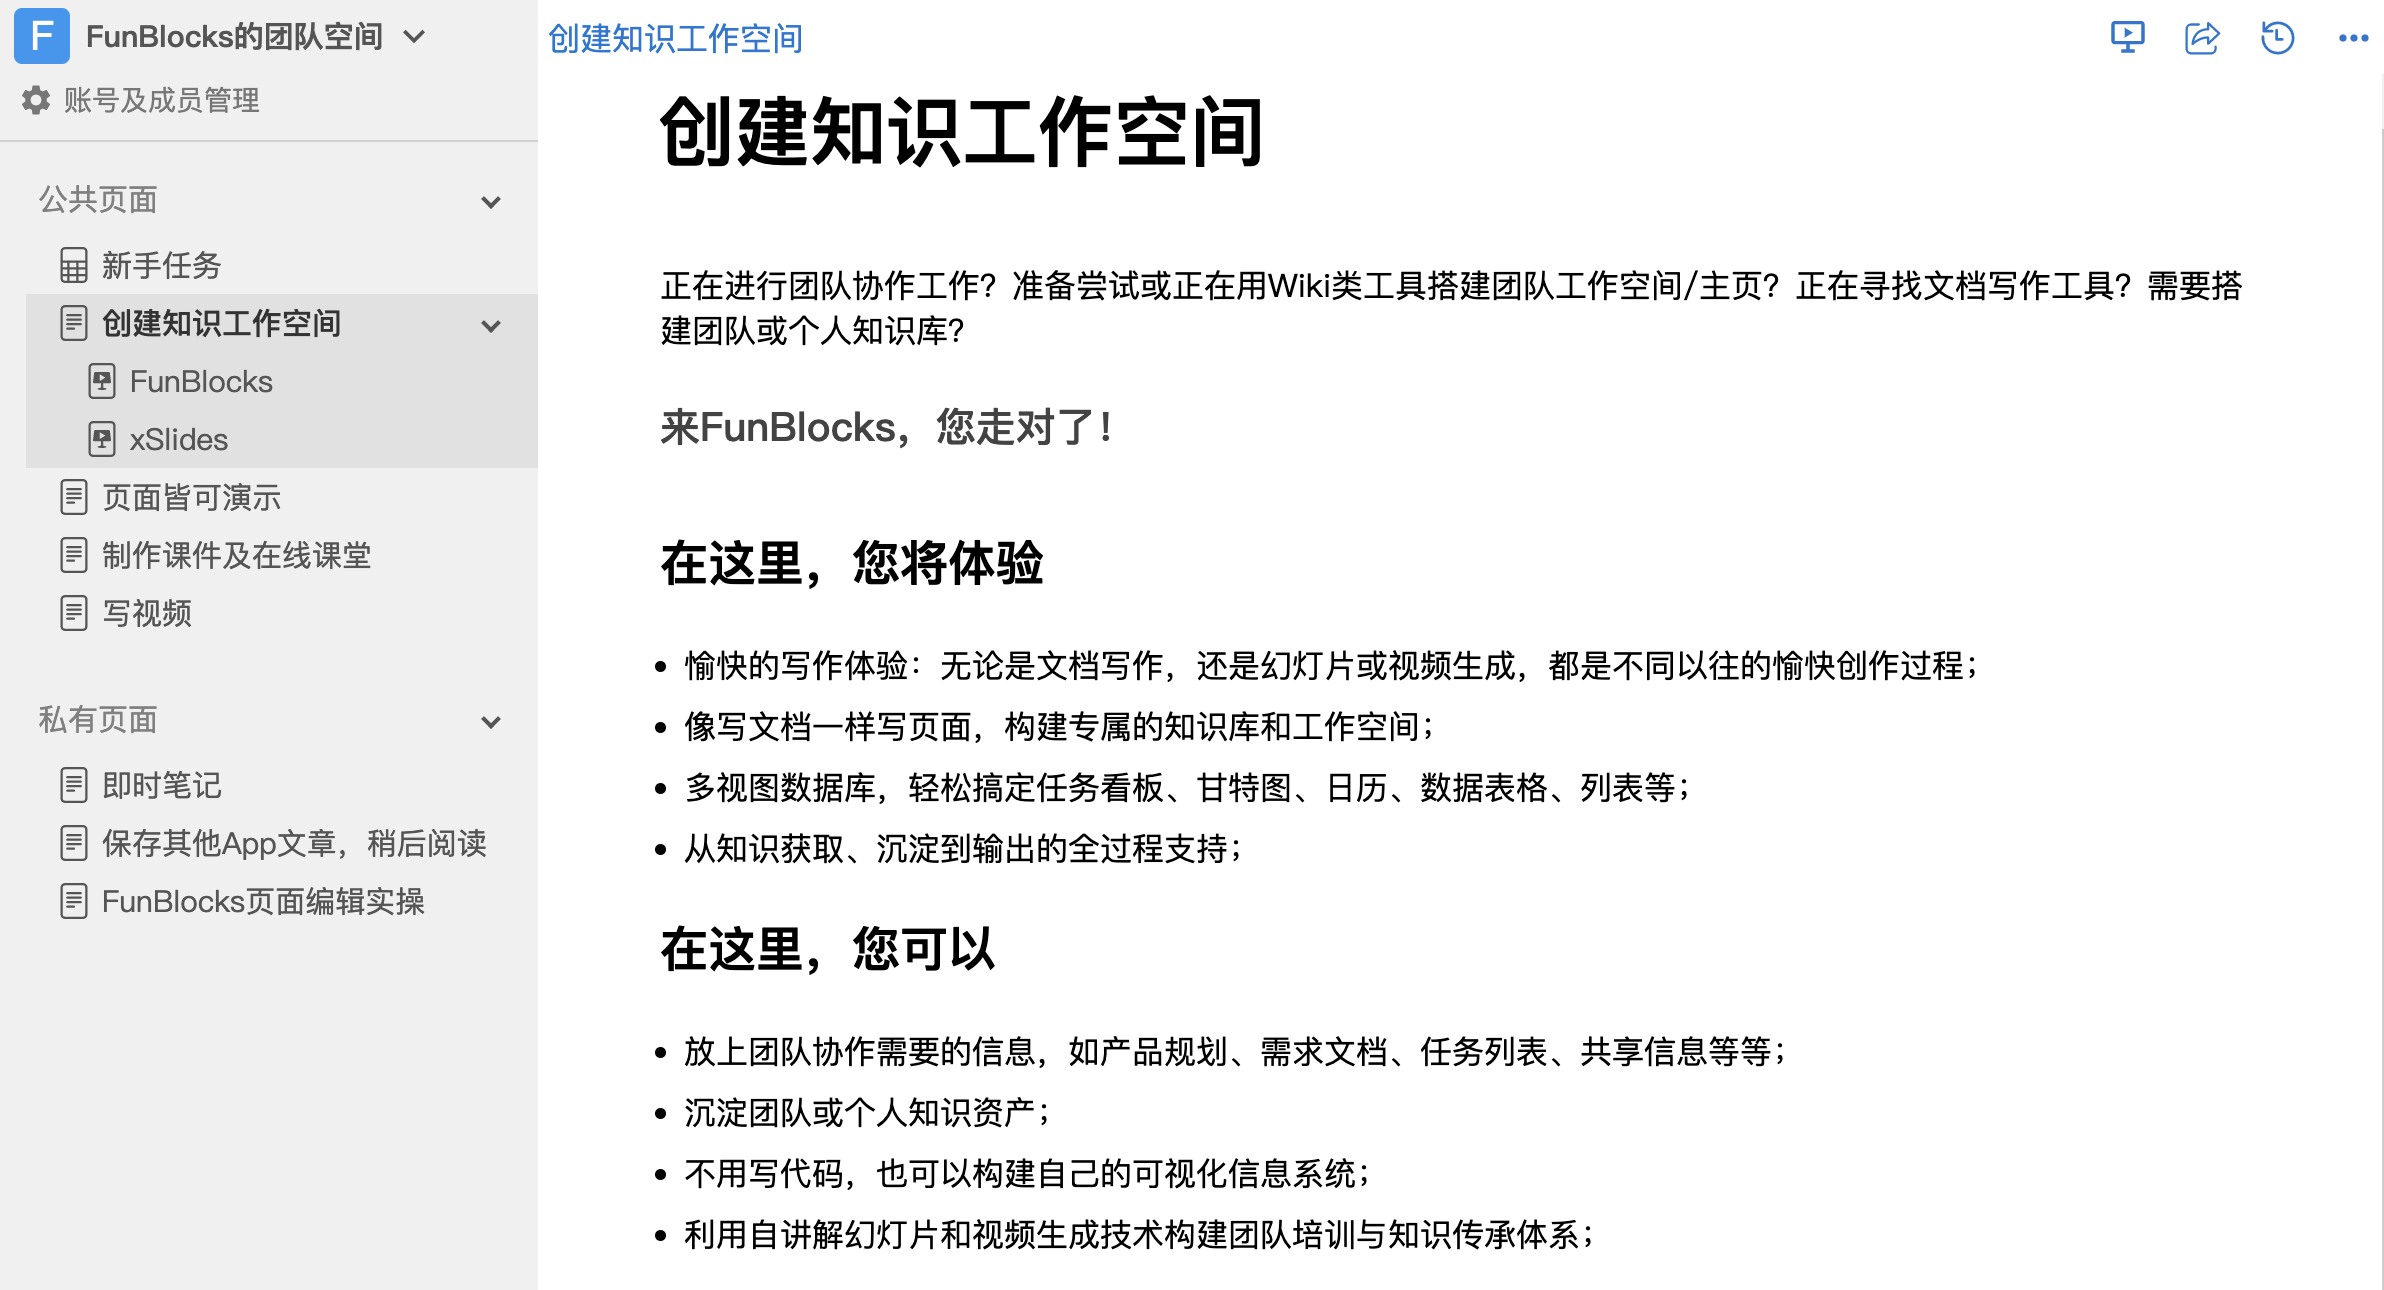 F FunBlocks的团队空间
账号及成员管理
公共页面
新手任务
创建知识工作空间
FunBlocks
xSlides
页面皆可演示
制作课件及在线课堂
写视频
私有页面
即时笔记
保存其他App文章，稍后阅读
FunBlocks页面编辑实操
创建知识工作空间
创建知识工作空间
正在进行团队协作工作？准备尝试或正在用Wiki类工具搭建团队工作空间/主页？正在寻找文档写作工具？需要搭
建团队或个人知识库？
来FunBlocks，您走对了！
在这里，您将体验
• 愉快的写作体验：无论是文档写作，还是幻灯片或视频生成，都是不同以往的愉快创作过程；
• 像写文档一样写页面，构建专属的知识库和工作空间；
• 多视图数据库，轻松搞定任务看板、甘特图、日历、数据表格、列表等；
• 从知识获取、沉淀到输出的全过程支持；
在这里，您可以
• 放上团队协作需要的信息，如产品规划、需求文档、任务列表、共享信息等等；
• 沉淀团队或个人知识资产；
• 不用写代码，也可以构建自己的可视化信息系统；
• 利用自讲解幻灯片和视频生成技术构建团队培训与知识传承体系；